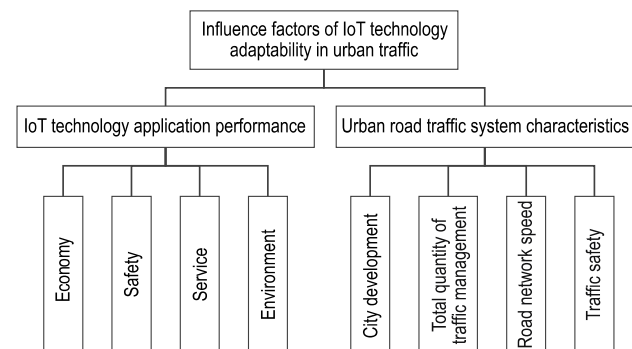 Influence factors of IoT technology
adaptability in urban traffic
IoT technology application performance
Urban road traffic system characteristics
Economy
Safety
Service
Environment
City development
Total quantity of
traffic management
Road network speed
Traffic safety